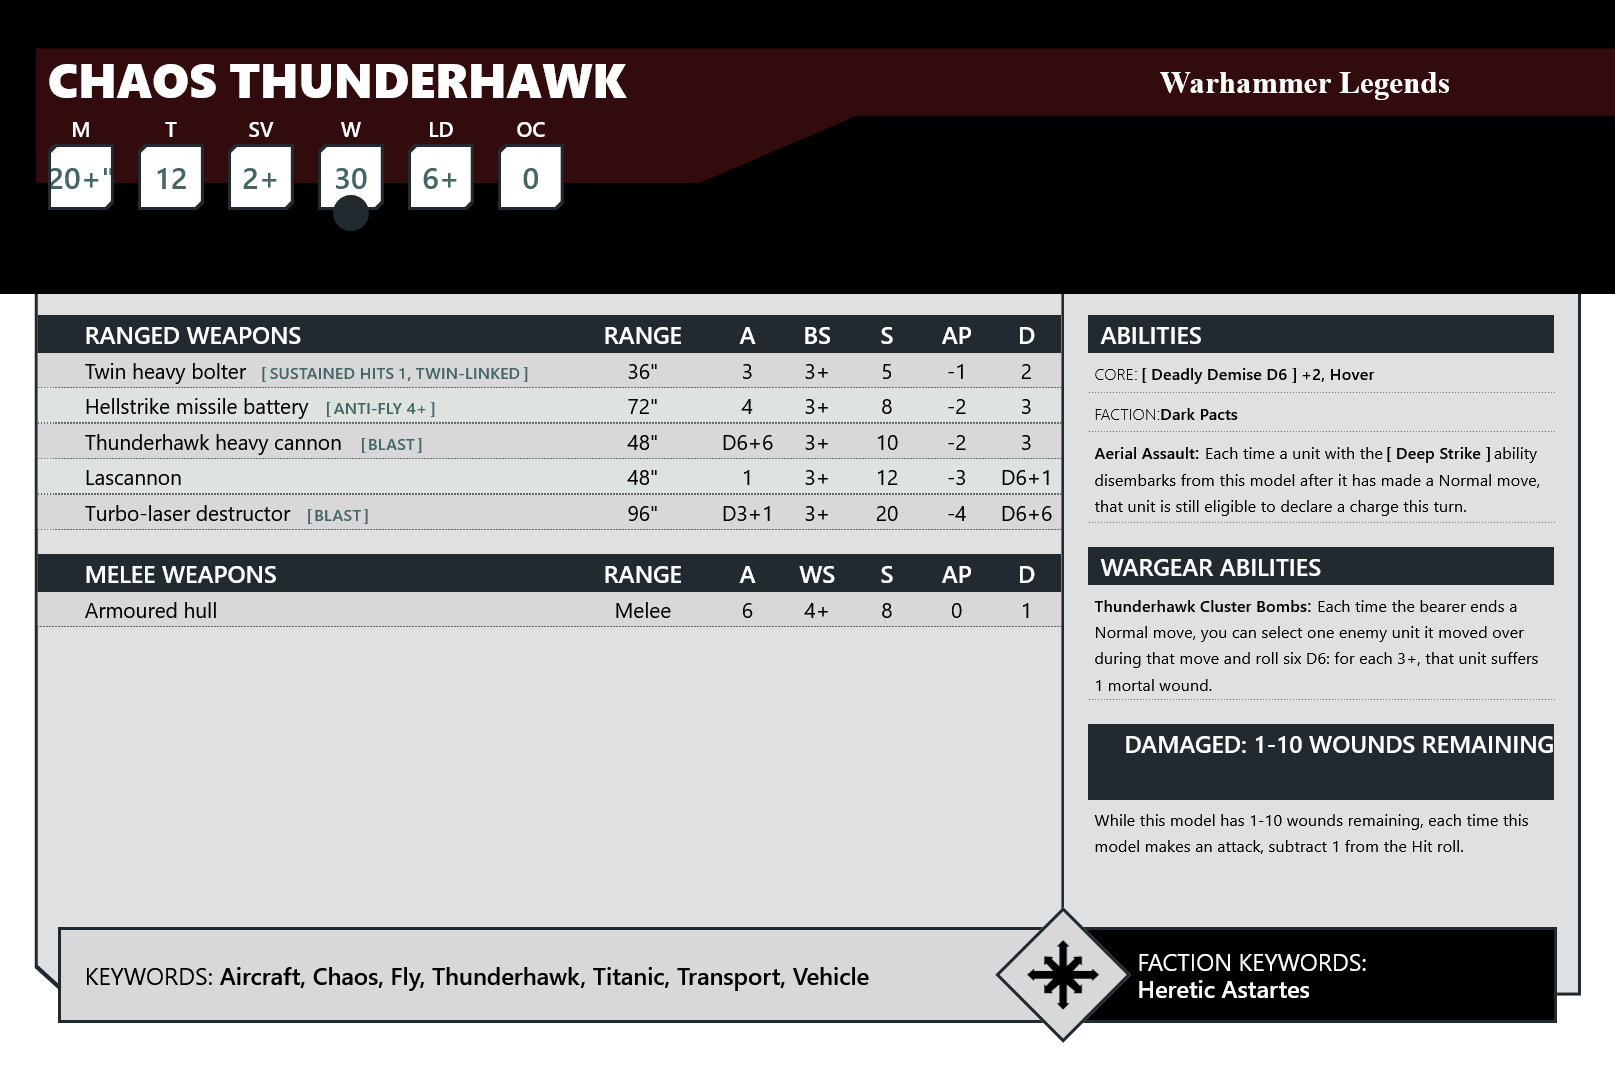 CHAOS THUNDERHAWK
Warhammer Legends
M T SV W LD OC
20+" 12 2+ 30 6+ 0
RANGED WEAPONS RANGE A BS S AP D
Twin heavy bolter [ SUSTAINED HITS 1, TWIN-LINKED ] 36" 3 3+ 5 -1 2
Hellstrike missile battery [ ANTI-FLY 4+ ] 72" 4 3+ 8 -2 3
Thunderhawk heavy cannon [ BLAST ] 48" D6+6 3+ 10 -2 3
Lascannon 48" 1 3+ 12 -3 D6+1
Turbo-laser destructor [ BLAST ] 96" D3+1 3+ 20 -4 D6+6
MELEE WEAPONS RANGE A WS S AP D
Armoured hull Melee 6 4+ 8 0 1
ABILITIES
CORE: [ Deadly Demise D6 ] +2, Hover
FACTION:Dark Pacts
Aerial Assault: Each time a unit with the [ Deep Strike ] ability
disembarks from this model after it has made a Normal move,
that unit is still eligible to declare a charge this turn.
WARGEAR ABILITIES
Thunderhawk Cluster Bombs: Each time the bearer ends a
Normal move, you can select one enemy unit it moved over
during that move and roll six D6: for each 3+, that unit suffers
1 mortal wound.
DAMAGED: 1-10 WOUNDS REMAINING
While this model has 1-10 wounds remaining, each time this
model makes an attack, subtract 1 from the Hit roll.
KEYWORDS: Aircraft, Chaos, Fly, Thunderhawk, Titanic, Transport, Vehicle
FACTION KEYWORDS:
Heretic Astartes